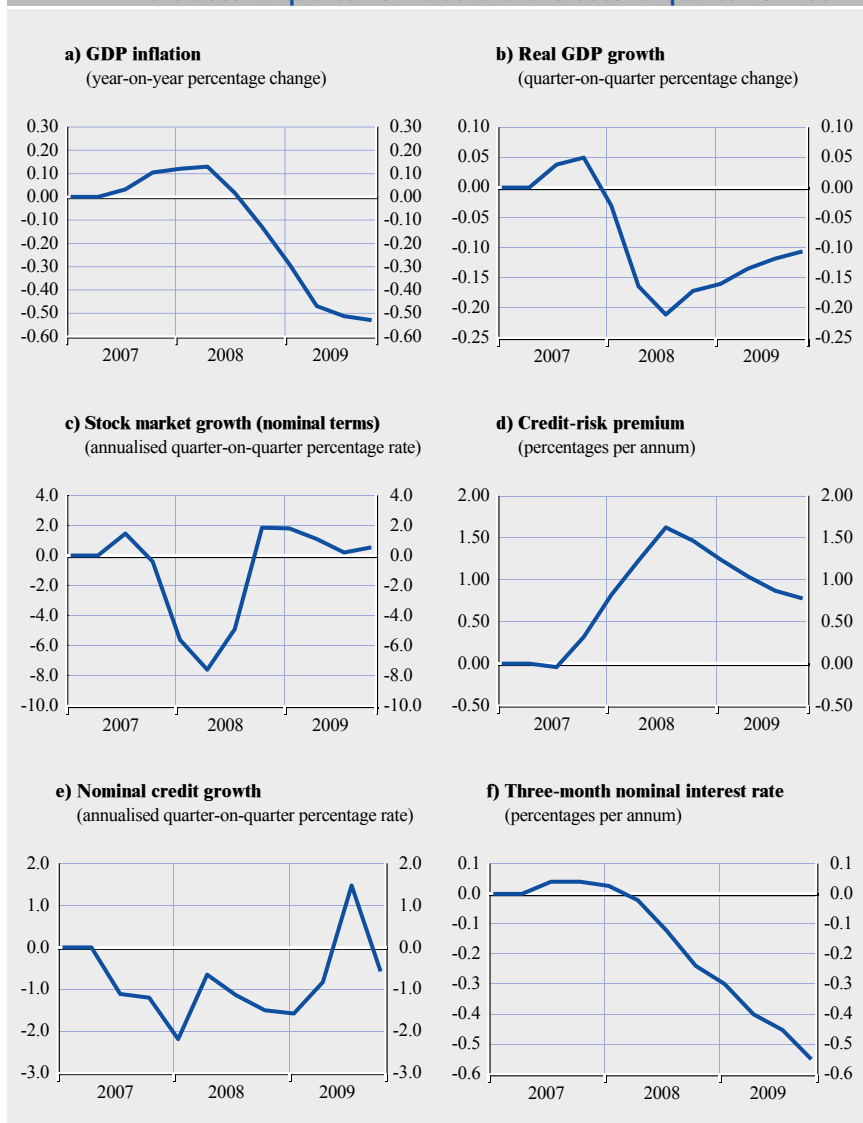 a) GDP inflation
(year-on-year percentage change)
0.30 0.30
0.20 0.20
0.10 0.10
0.00 0.00
-0.10 -0.10
-0.20 -0.20
-0.30 -0.30
-0.40 -0.40
-0.50 -0.50
-0.60 -0.60
2007 2008 2009
b) Real GDP growth
(quarter-on-quarter percentage change)
0.10 0.10
0.05 0.05
0.00 0.00
-0.05 -0.05
-0.10 -0.10
-0.15 -0.15
-0.20 -0.20
-0.25 -0.25
2007 2008 2009
c) Stock market growth (nominal terms)
(annualised quarter-on-quarter percentage rate)
4.0 4.0
2.0 2.0
0.0 0.0
-2.0 -2.0
-4.0 -4.0
-6.0 -6.0
-8.0 -8.0
-10.0 -10.0
2007 2008 2009
d) Credit-risk premium
(percentages per annum)
2.00 2.00
1.50 1.50
1.00 1.00
0.50 0.50
0.00 0.00
-0.50 -0.50
2007 2008 2009
e) Nominal credit growth
(annualised quarter-on-quarter percentage rate)
2.0 2.0
1.0 1.0
0.0 0.0
-1.0 -1.0
-2.0 -2.0
-3.0 -3.0
2007 2008 2009
f) Three-month nominal interest rate
(percentages per annum)
0.1 0.1
0.0 0.0
-0.1 -0.1
-0.2 -0.2
-0.3 -0.3
-0.4 -0.4
-0.5 -0.5
-0.6 -0.6
2007 2008 2009